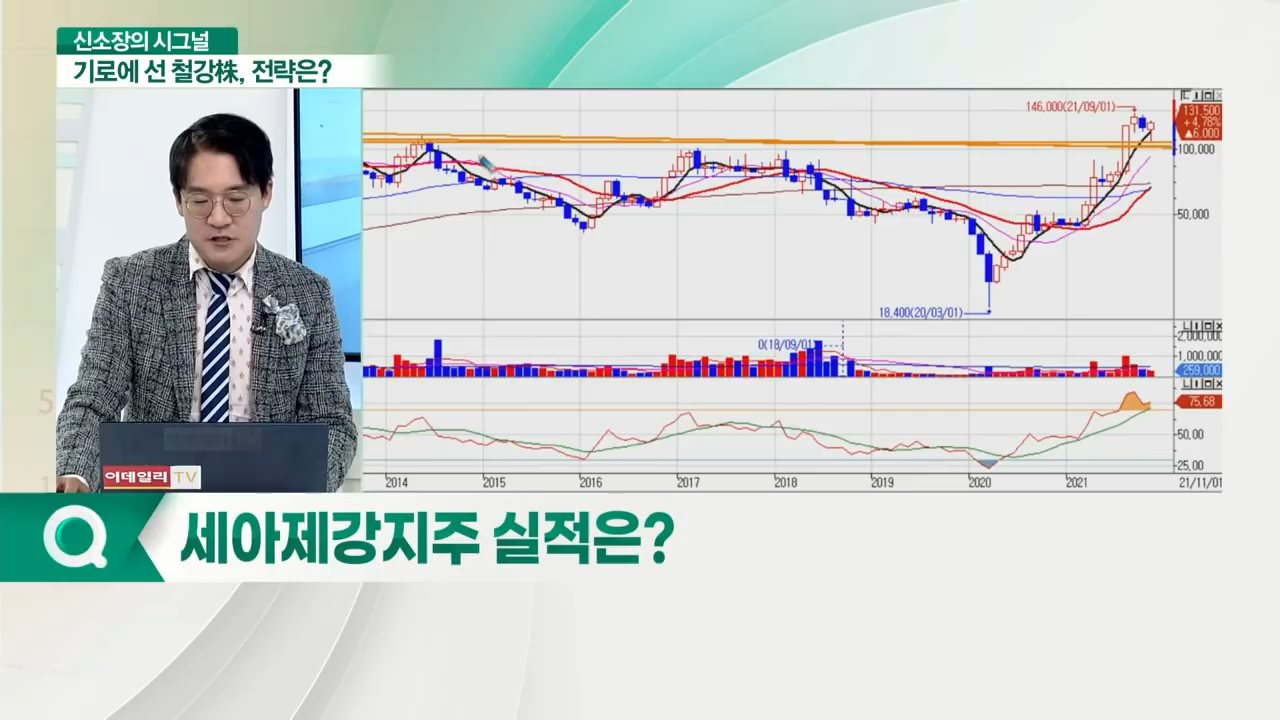 신소장의 시그널
기로에 선 철강株, 전략은?
146,000(21/09/01)
131,500
+4,78%
▲6,000
100,000
50,000
18,400(20/03/01)
0(18/09/01)
2,000,000
1,000,000
259,000
75,68
50,00
25,00
2014 2015 2016 2017 2018 2019 2020 2021 21/11/01
이데일리 TV
세아제강지주 실적은?